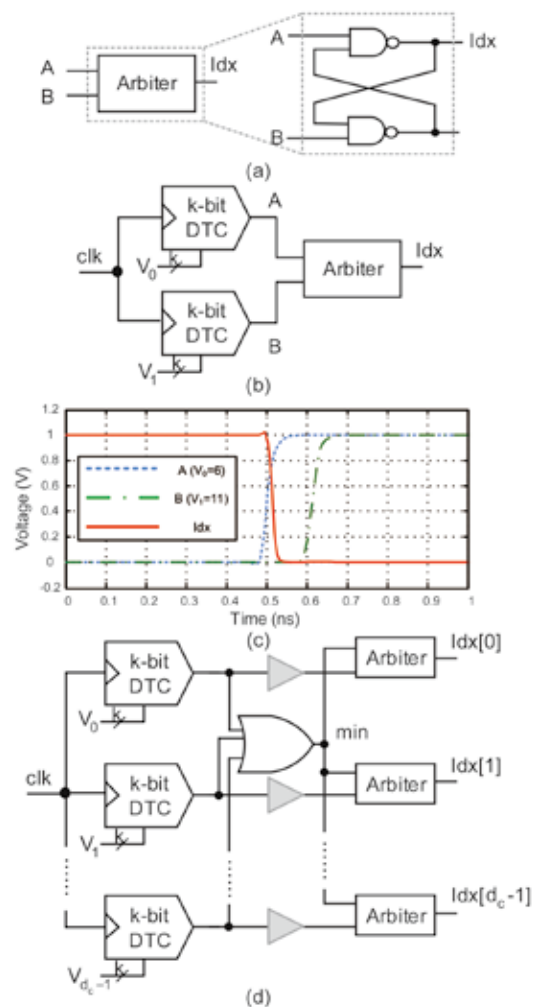 A
B
Arbiter
Idx
A
B
Idx
(a)
clk
k-bit
DTC
k
V0
A
k-bit
DTC
k
V1
B
Arbiter
Idx
(b)
Voltage (V)
1.2
1
0.8
0.6
0.4
0.2
0
-0.2
A (V0=6)
B (V1=11)
Idx
0 0.1 0.2 0.3 0.4 0.5 0.6 0.7 0.8 0.9 1
Time (ns)
(c)
clk
k-bit
DTC
k
V0
Arbiter
Idx[0]
min
k-bit
DTC
k
V1
Arbiter
Idx[1]
k-bit
DTC
k
Vdc-1
Arbiter
Idx[dc-1]
(d)